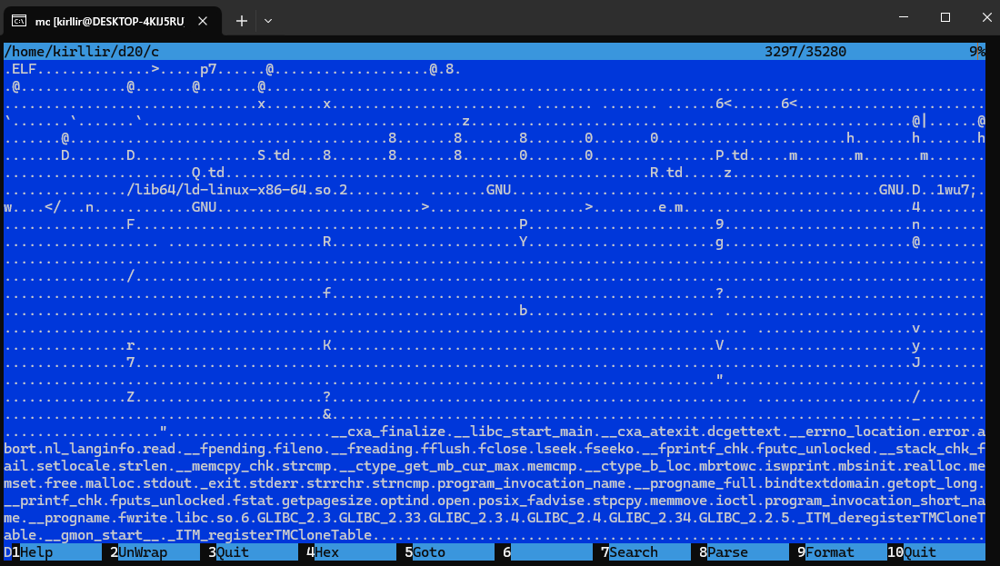 mc [kirllir@DESKTOP-4KIJ5RU
/home/kirllir/d20/c 3297/35280 9%
.ELF..............>.....p7......@...................@.8.
.@.............@.......@.......@
x.......x 6<......6<
`.......`.......` z @|......@
@ 8.......8.......8.......0.......0 h.......h.......h
D.......D S.td....8.......8.......8.......0.......0 P.td.....m.......m.......m
Q.td R.td.....z
/lib64/ld-linux-x86-64.so.2 GNU GNU.D..1wu7;.
w....</...n GNU > > e.m 4
F P 9 n
R Y g @
/
f ?
b
v
r K V y
7 J
"
Z ? /
& _
" __cxa_finalize.__libc_start_main.__cxa_atexit.dcgettext.__errno_location.error.a
bort.nl_langinfo.read.__fpending.fileno.__freading.fflush.fclose.lseek.fseeko.__fprintf_chk.fputc_unlocked.__stack_chk_f
ail.setlocale.strlen.__memcpy_chk.strcmp.__ctype_get_mb_cur_max.memcmp.__ctype_b_loc.mbrtowc.iswprint.mbsinit.realloc.me
mset.free.malloc.stdout._exit.stderr.strrchr.strncmp.program_invocation_name.__progname_full.bindtextdomain.getopt_long.
__printf_chk.fputs_unlocked.fstat.getpagesize.optind.open.posix_fadvise.stpcpy.memmove.ioctl.program_invocation_short_na
me.__progname.fwrite.libc.so.6.GLIBC_2.3.GLIBC_2.33.GLIBC_2.3.4.GLIBC_2.4.GLIBC_2.34.GLIBC_2.2.5._ITM_deregisterTMCloneT
able.__gmon_start__._ITM_registerTMCloneTable
D1Help 2UnWrap 3Quit 4Hex 5Goto 6 7Search 8Parse 9Format 10Quit